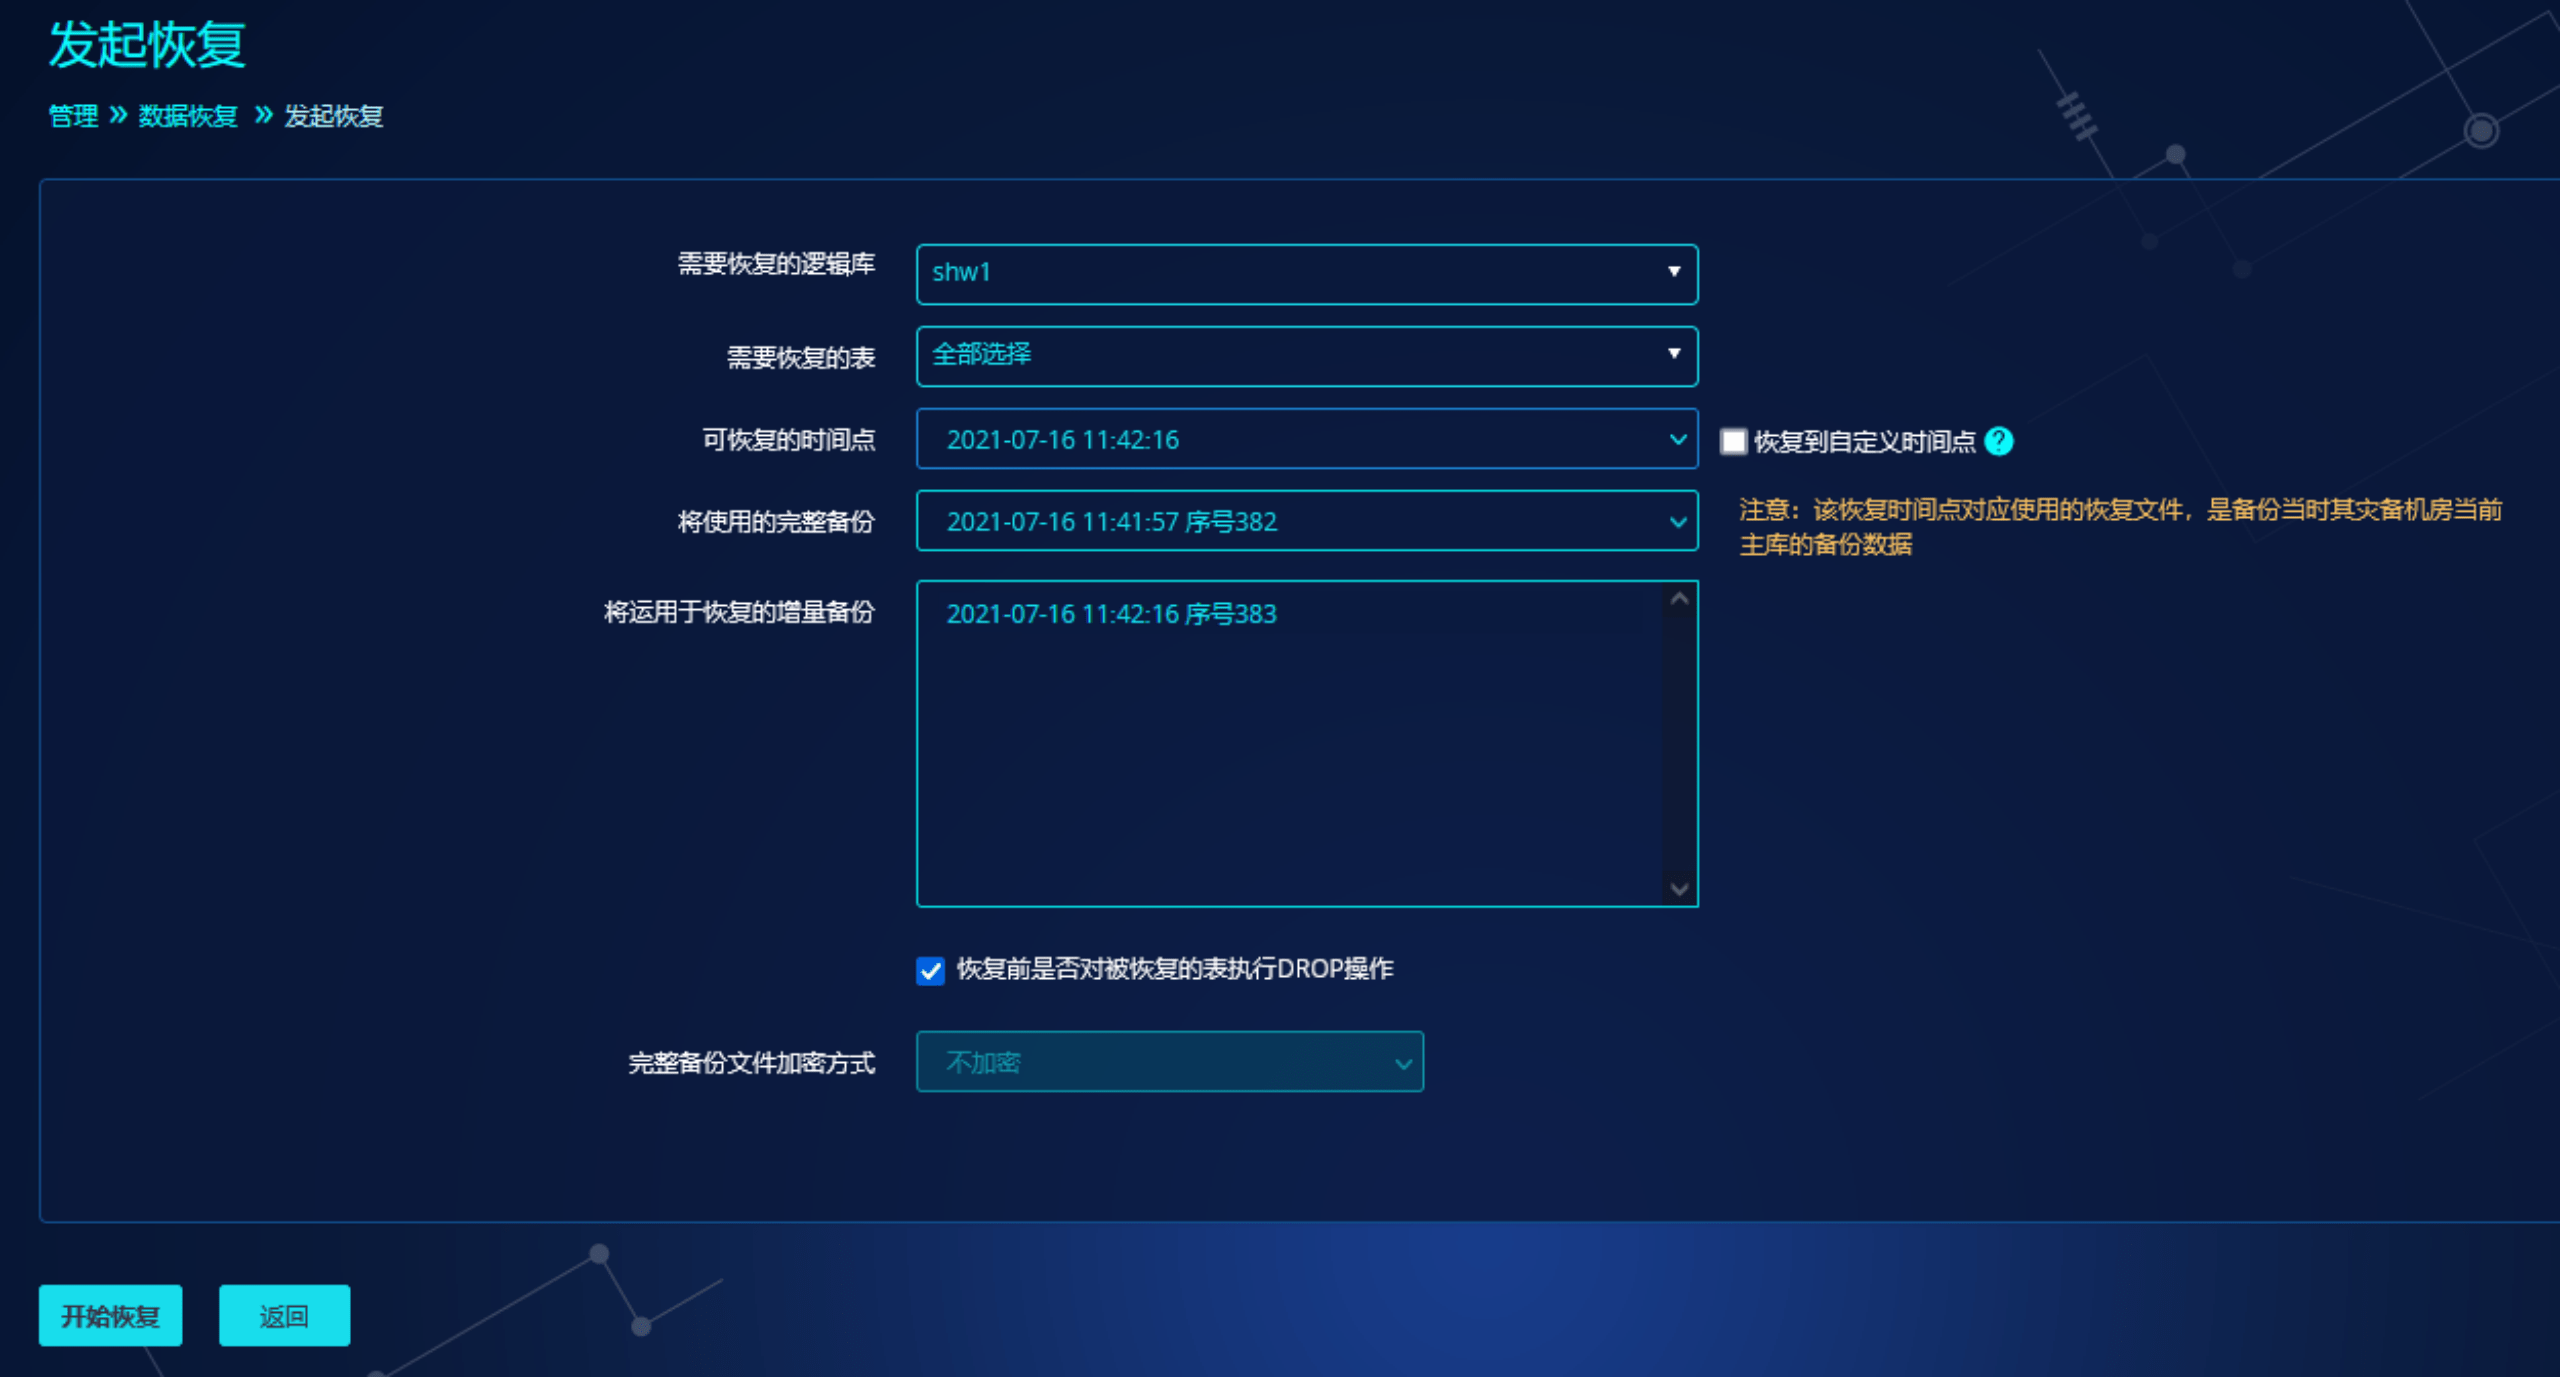 发起恢复
管理 » 数据恢复 » 发起恢复
需要恢复的逻辑库 shw1
需要恢复的表 全部选择
可恢复的时间点 2021-07-16 11:42:16 恢复到自定义时间点 ?
将使用的完整备份 2021-07-16 11:41:57 序号382
注意：该恢复时间点对应使用的恢复文件，是备份当时其灾备机房当前
主库的备份数据
将运用于恢复的增量备份 2021-07-16 11:42:16 序号383
恢复前是否对被恢复的表执行DROP操作
完整备份文件加密方式 不加密
开始恢复 返回